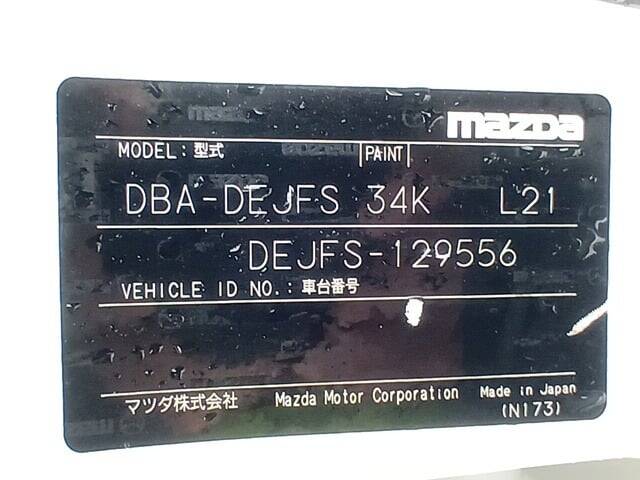 mazda
MODEL: 型式 PAINT
DBA-DEJFS 34K L21
DEJFS-129556
VEHICLE ID NO.: 車台番号
マツダ株式会社 Mazda Motor Corporation Made in Japan
(N173)